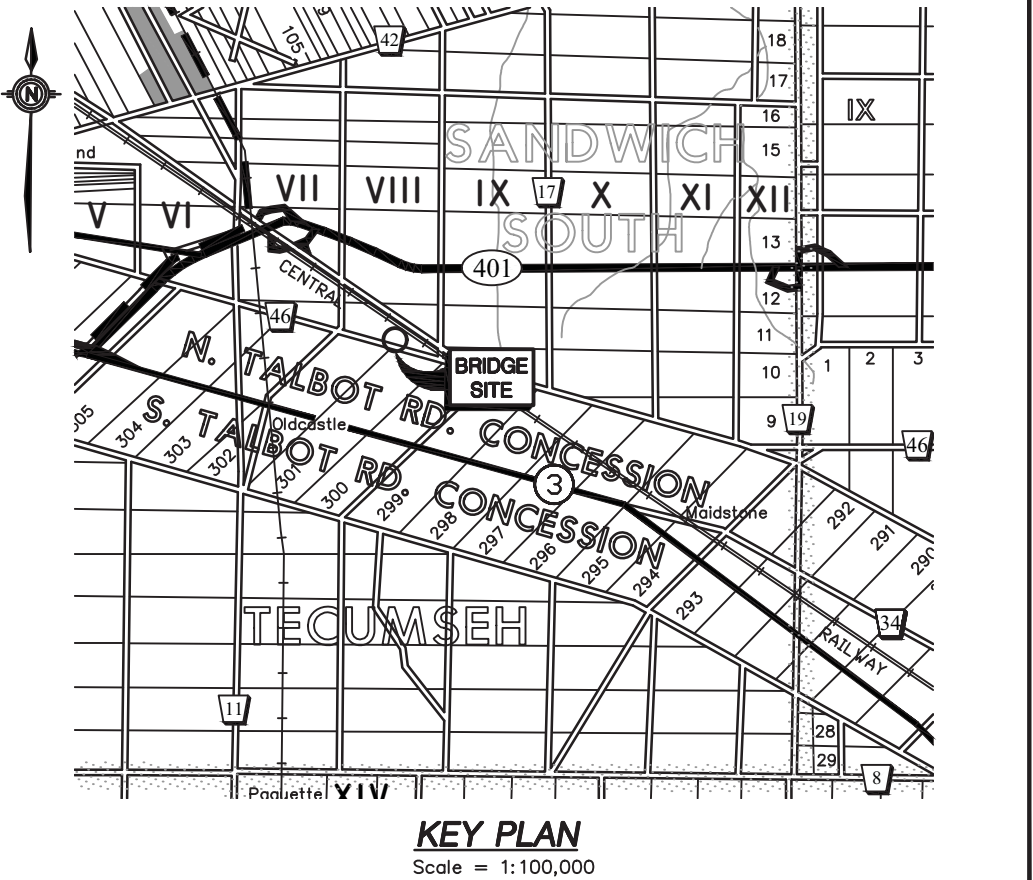 105
42
18
17
16
15
IX
SANDWICH
nd
V
VI
VII
VIII
IX
17
X
XI
XII
SOUTH
13
N
401
CENTRAL
12
46
11
BRIDGE
SITE
10
1
2
3
N. TALBOT RD. CONCESSION
S. TALBOT RD CONCESSION
Oldcastle
9
19
46
3
Maidstone
304
303
302
301
300
299
298
297
296
295
294
293
292
291
290
34
RAILWAY
TECUMSEH
11
28
29
8
Paquette
XIV
KEY PLAN
Scale = 1:100,000